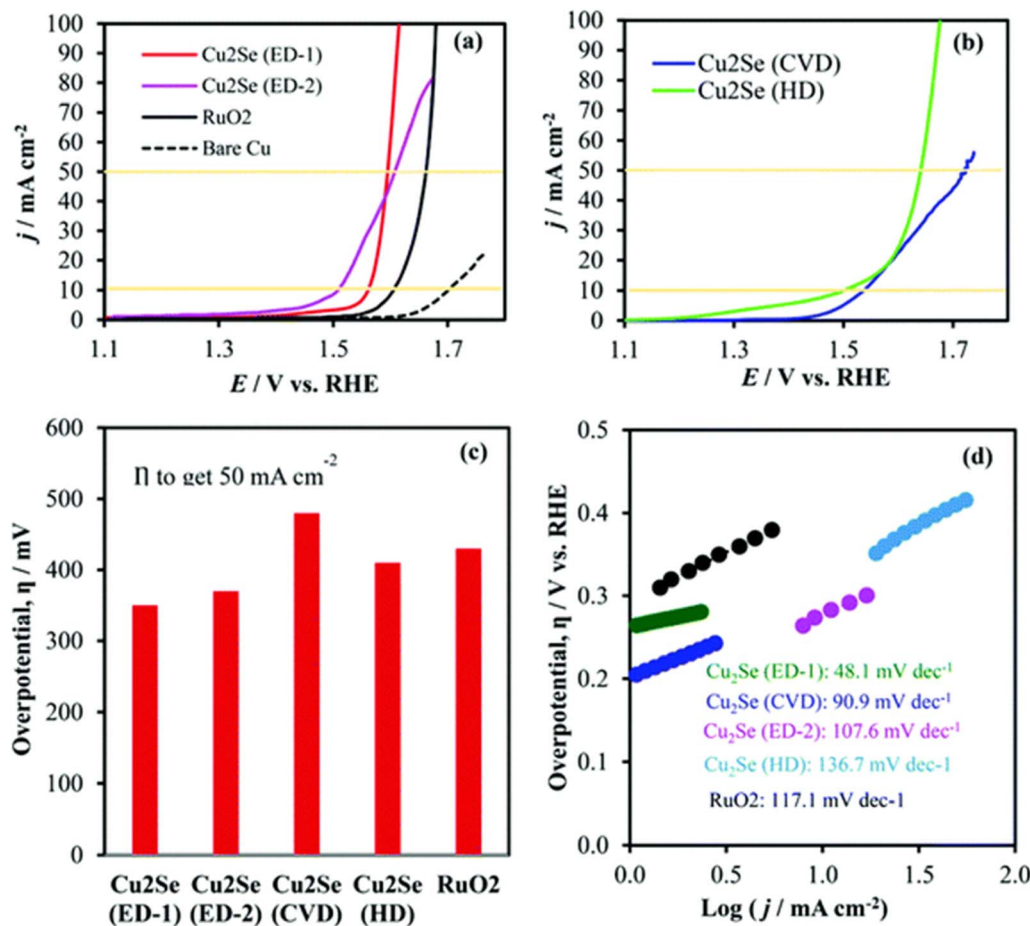 (a)
100
90
80
70
60
50
40
30
20
10
0
j / mA cm-2
Cu2Se (ED-1)
Cu2Se (ED-2)
RuO2
Bare Cu
1.1 1.3 1.5 1.7
E / V vs. RHE
(b)
100
90
80
70
60
50
40
30
20
10
0
j / mA cm-2
Cu2Se (CVD)
Cu2Se (HD)
1.1 1.3 1.5 1.7
E / V vs. RHE
(c)
600
500
400
300
200
100
0
Overpotential, η / mV
Π to get 50 mA cm-2
Cu2Se Cu2Se Cu2Se Cu2Se RuO2
(ED-1) (ED-2) (CVD) (HD)
(d)
0.5
0.4
0.3
0.2
0.1
0.0
Overpotential, η / V vs. RHE
Cu2Se (ED-1): 48.1 mV dec-1
Cu2Se (CVD): 90.9 mV dec-1
Cu2Se (ED-2): 107.6 mV dec-1
Cu2Se (HD): 136.7 mV dec-1
RuO2: 117.1 mV dec-1
0.0 0.5 1.0 1.5 2.0
Log (j / mA cm-2)